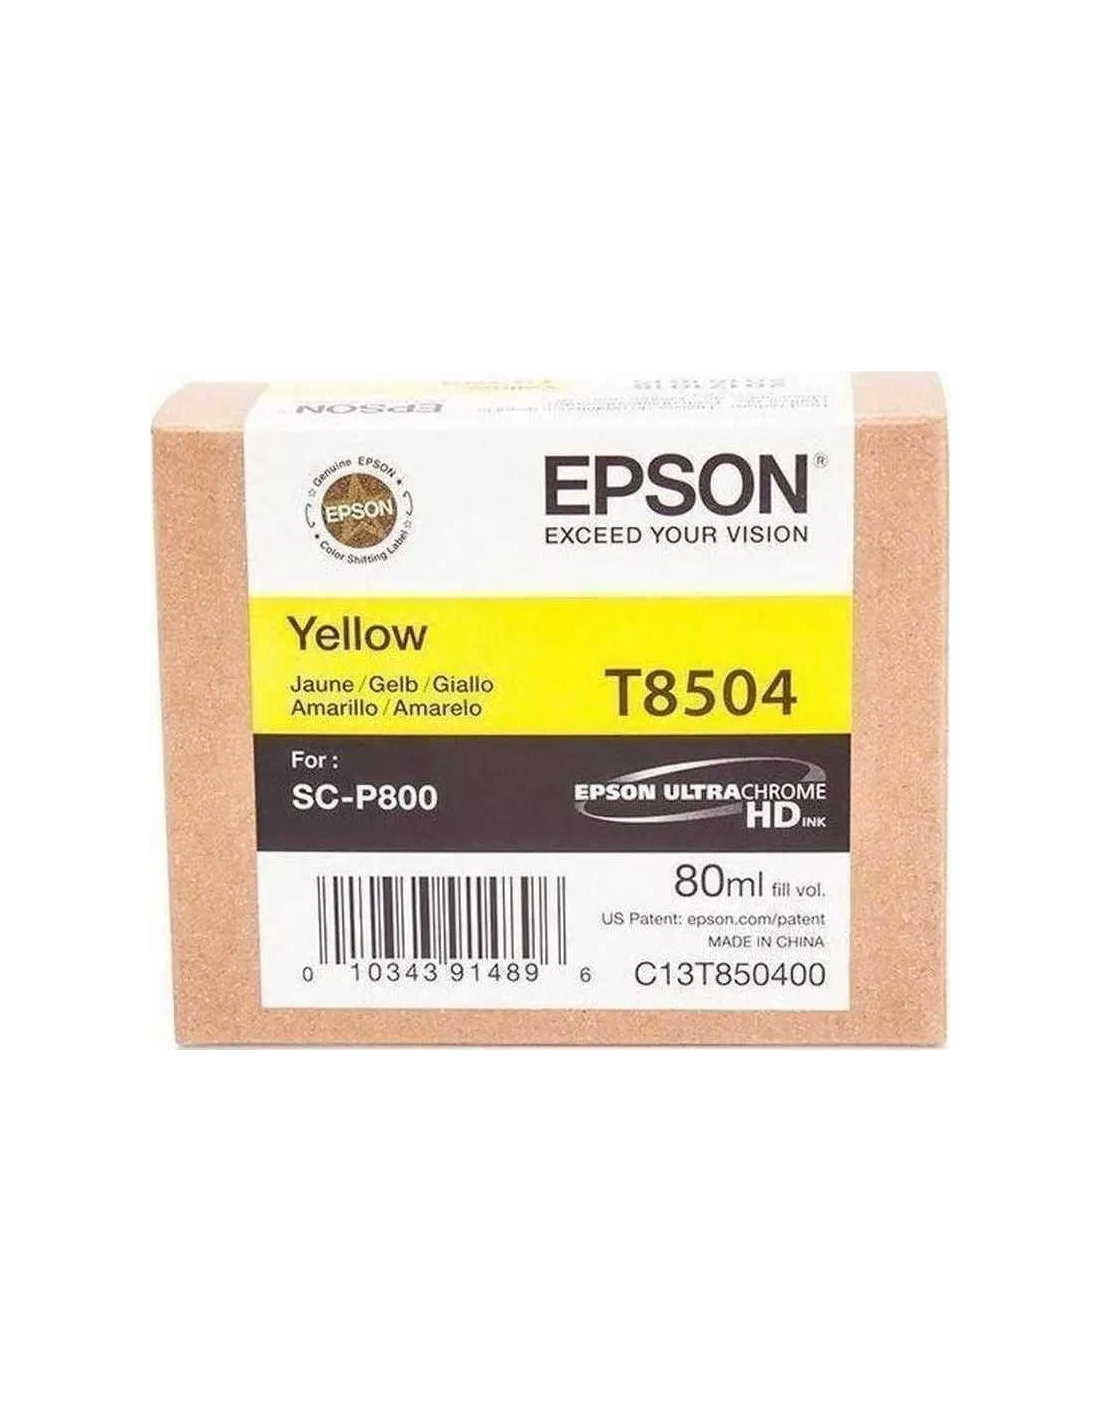 EPSON
Genuine EPSON
EPSON
Color Shifting Label
EPSON®
EXCEED YOUR VISION
Yellow
Jaune / Gelb / Giallo
Amarillo / Amarelo
T8504
For :
SC-P800
EPSON ULTRACHROME
HD INK
80ml fill vol.
US Patent: epson.com/patent
MADE IN CHINA
C13T850400
0 10343 91489 6